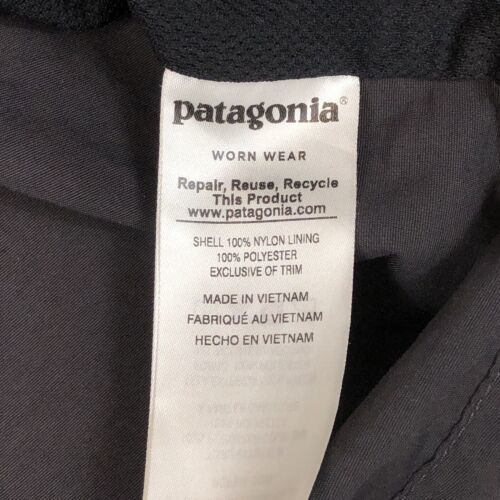 patagonia®
WORN WEAR
Repair, Reuse, Recycle
This Product
www.patagonia.com
SHELL 100% NYLON LINING
100% POLYESTER
EXCLUSIVE OF TRIM
MADE IN VIETNAM
FABRIQUÉ AU VIETNAM
HECHO EN VIETNAM